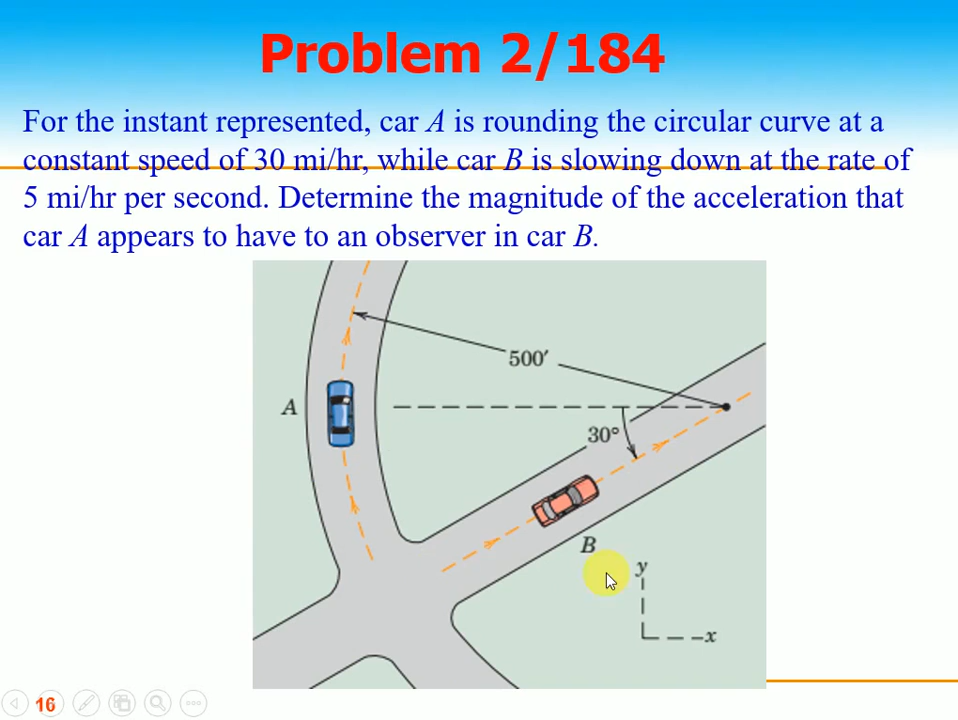 Problem 2/184
For the instant represented, car A is rounding the circular curve at a
constant speed of 30 mi/hr, while car B is slowing down at the rate of
5 mi/hr per second. Determine the magnitude of the acceleration that
car A appears to have to an observer in car B.
500′
A
30°
B
y
x
16